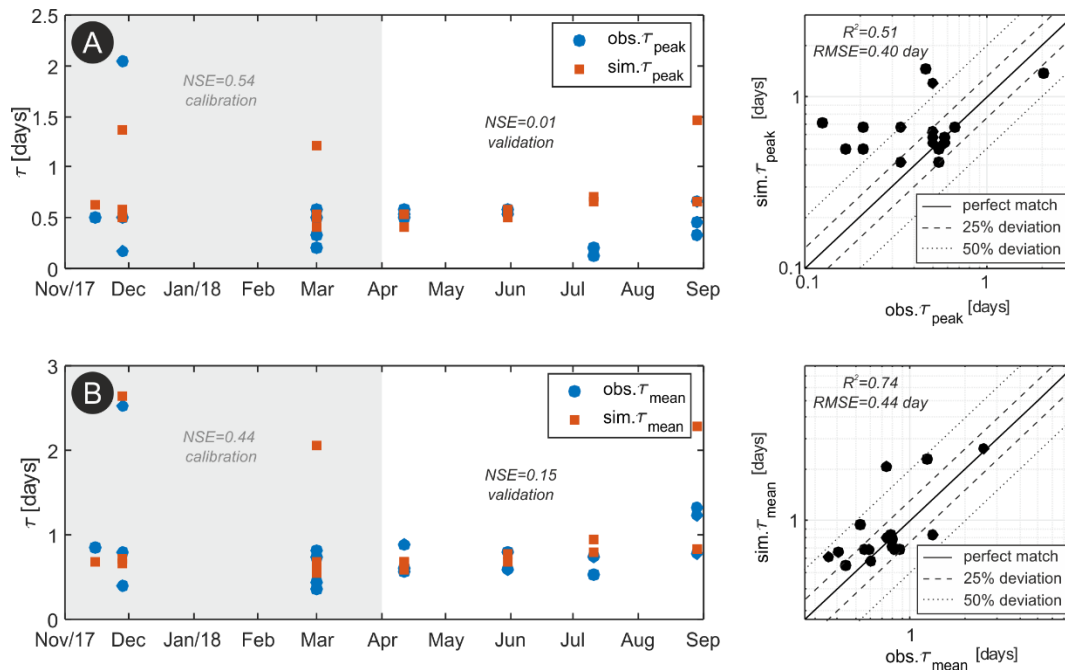 A
2.5
2
1.5
1
0.5
0
τ [days]
NSE=0.54
calibration
NSE=0.01
validation
obs.τpeak
sim.τpeak
Nov/17 Dec Jan/18 Feb Mar Apr May Jun Jul Aug Sep
R²=0.51
RMSE=0.40 day
1
0.1
sim.τpeak [days]
perfect match
25% deviation
50% deviation
0.1 1
obs.τpeak [days]
B
3
2
1
0
τ [days]
NSE=0.44
calibration
NSE=0.15
validation
obs.τmean
sim.τmean
Nov/17 Dec Jan/18 Feb Mar Apr May Jun Jul Aug Sep
R²=0.74
RMSE=0.44 day
1
sim.τmean [days]
perfect match
25% deviation
50% deviation
1
obs.τmean [days]